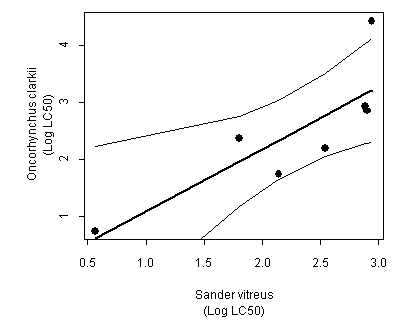 Oncorhynchus clarkii
(Log LC50)
4
3
2
1
0.5 1.0 1.5 2.0 2.5 3.0
Sander vitreus
(Log LC50)